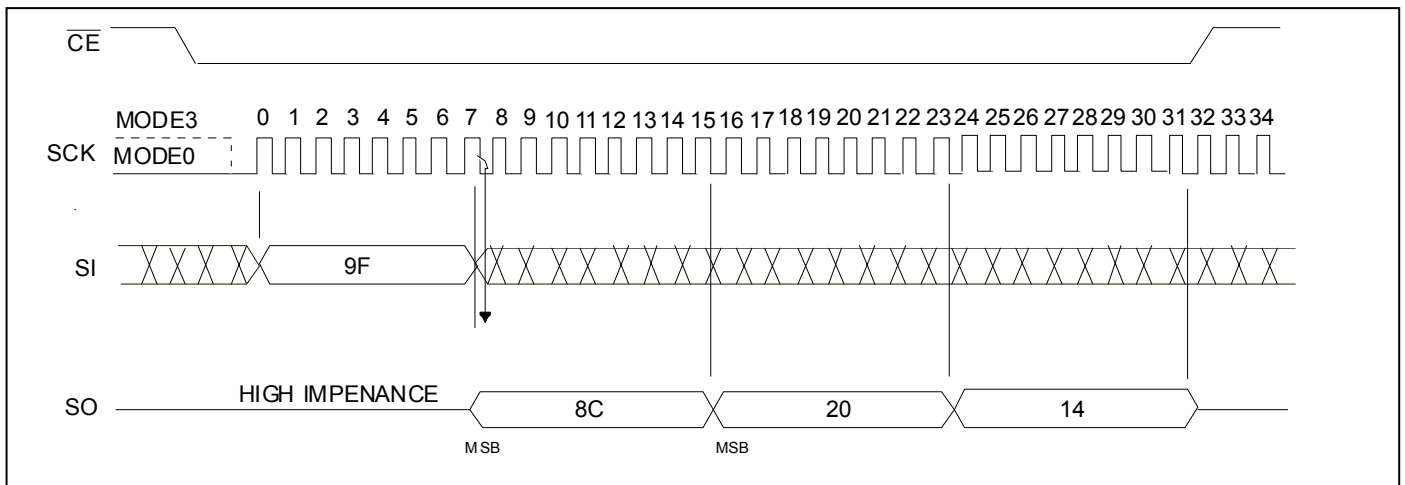 CE
MODE3 0 1 2 3 4 5 6 7 8 9 10 11 12 13 14 15 16 17 18 19 20 21 22 23 24 25 26 27 28 29 30 31 32 33 34
SCK MODE0
SI 9F
HIGH IMPENANCE
SO 8C 20 14
MSB MSB